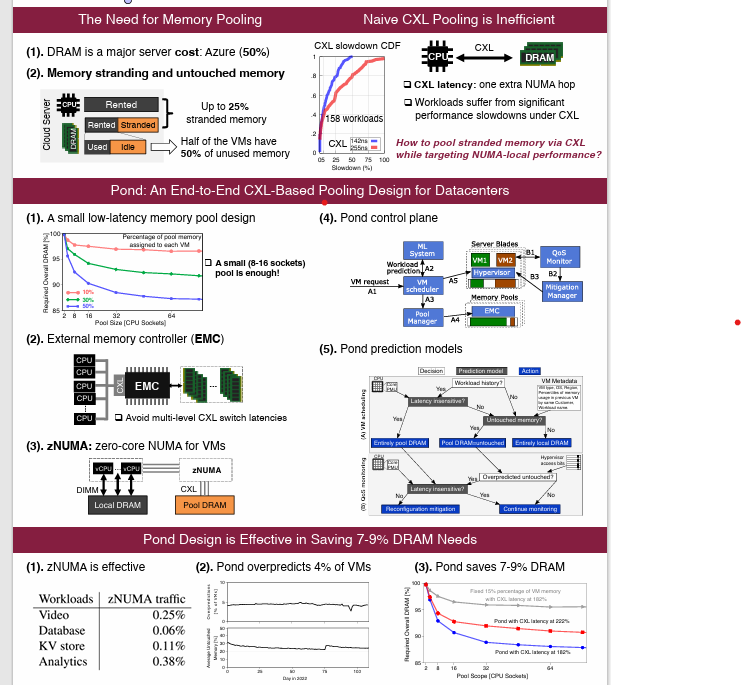 The Need for Memory Pooling
(1). DRAM is a major server cost: Azure (50%)
(2). Memory stranding and untouched memory
Cloud Server
CPU
DRAM
Rented
Rented Stranded
Used Idle
Up to 25%
stranded memory
Half of the VMs have
50% of unused memory
Naive CXL Pooling is Inefficient
CXL slowdown CDF
1
.8
.6
.4
.2
0
158 workloads
CXL
142ns
255ns
05 25 50 75 100
Slowdown (%)
CPU
CXL
DRAM
CXL latency: one extra NUMA hop
Workloads suffer from significant
performance slowdowns under CXL
How to pool stranded memory via CXL
while targeting NUMA-local performance?
Pond: An End-to-End CXL-Based Pooling Design for Datacenters
(1). A small low-latency memory pool design
Required Overall DRAM [%]
100
95
90
85
Percentage of pool memory
assigned to each VM
10%
30%
50%
2 8 16 32 64
Pool Size [CPU Sockets]
A small (8-16 sockets)
pool is enough!
(2). External memory controller (EMC)
CPU
CPU
CPU
CPU
CPU
CXL
EMC
...
Avoid multi-level CXL switch latencies
(3). zNUMA: zero-core NUMA for VMs
vCPU ... vCPU
zNUMA
DIMM
CXL
Local DRAM
Pool DRAM
(4). Pond control plane
ML
System
Server Blades
VM1 VM2
Hypervisor
B1
QoS
Monitor
Workload
prediction
A2
VM request
A1
VM
scheduler
A5
B2
B3
Mitigation
Manager
A3
Pool
Manager
A4
Memory Pools
EMC
(5). Pond prediction models
Decision
Prediction model
Action
(A) VM scheduling
CPU
Core
PMU
Workload history?
VM Metadata
VM type, OS, Region,
Percentiles of memory
usage in previous VM
by same Customer,
Workload name
Yes
No
Latency insensitive?
No
Untouched memory?
Yes
Yes
No
Entirely pool DRAM
Pool DRAM:untouched
Entirely local DRAM
(B) QoS monitoring
CPU
Core
PMU
Hypervisor
access bits
Overpredicted untouched?
Yes
Latency insensitive?
No
Yes
No
Reconfiguration mitigation
Continue monitoring
Pond Design is Effective in Saving 7-9% DRAM Needs
(1). zNUMA is effective
Workloads zNUMA traffic
Video 0.25%
Database 0.06%
KV store 0.11%
Analytics 0.38%
(2). Pond overpredicts 4% of VMs
Overpredictions
[% of VMs]
10
5
0
Average Untouched
Memory [%]
50
40
30
20
10
0
0 25 50 75 100
Day in 2022
(3). Pond saves 7-9% DRAM
Required Overall DRAM [%]
100
95
90
85
Fixed 15% percentage of VM memory
with CXL latency at 182%
Pond with CXL latency at 222%
Pond with CXL latency at 182%
2 8 16 32 64
Pool Scope [CPU Sockets]